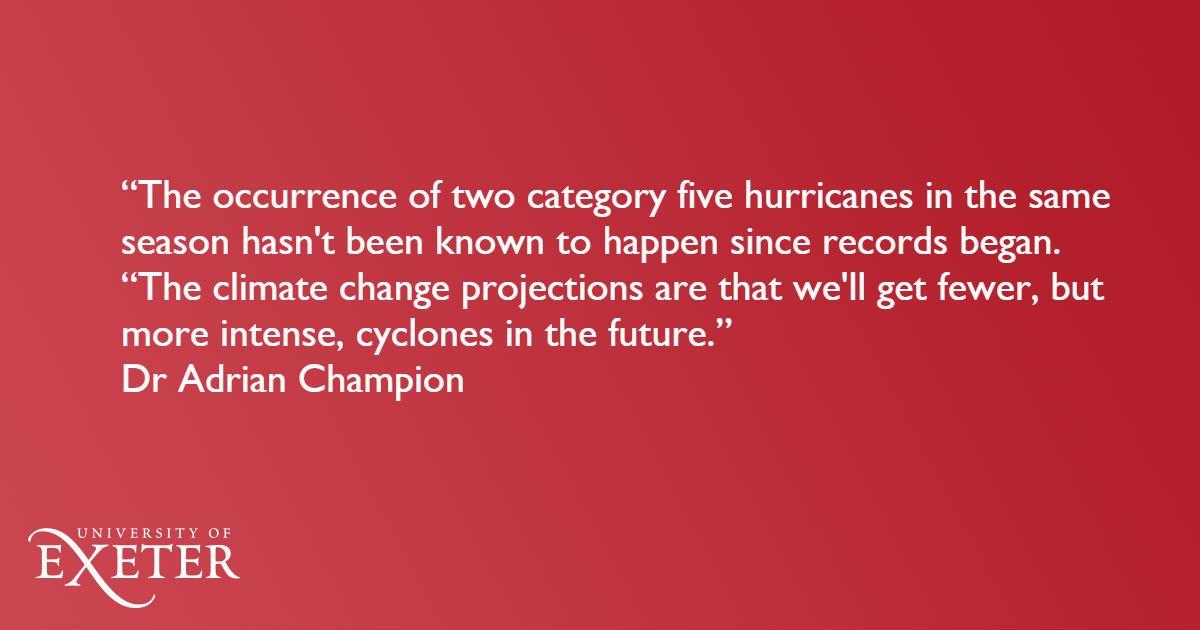 “The occurrence of two category five hurricanes in the same
season hasn't been known to happen since records began.
“The climate change projections are that we'll get fewer, but
more intense, cyclones in the future.”
Dr Adrian Champion
UNIVERSITY OF
EXETER